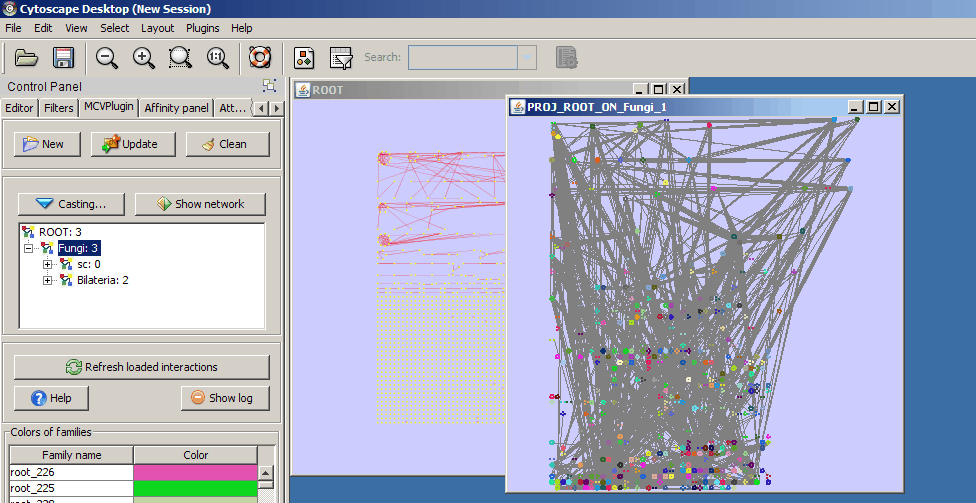 Cytoscape Desktop (New Session)
File Edit View Select Layout Plugins Help
1:1 Search:
Control Panel
Editor Filters MCVPlugin Affinity panel Att...
New Update Clean
Casting... Show network
ROOT: 3
Fungi: 3
sc: 0
Bilateria: 2
Refresh loaded interactions
Help Show log
Colors of families
Family name Color
root_226
root_225
ROOT
PROJ_ROOT_ON_Fungi_1